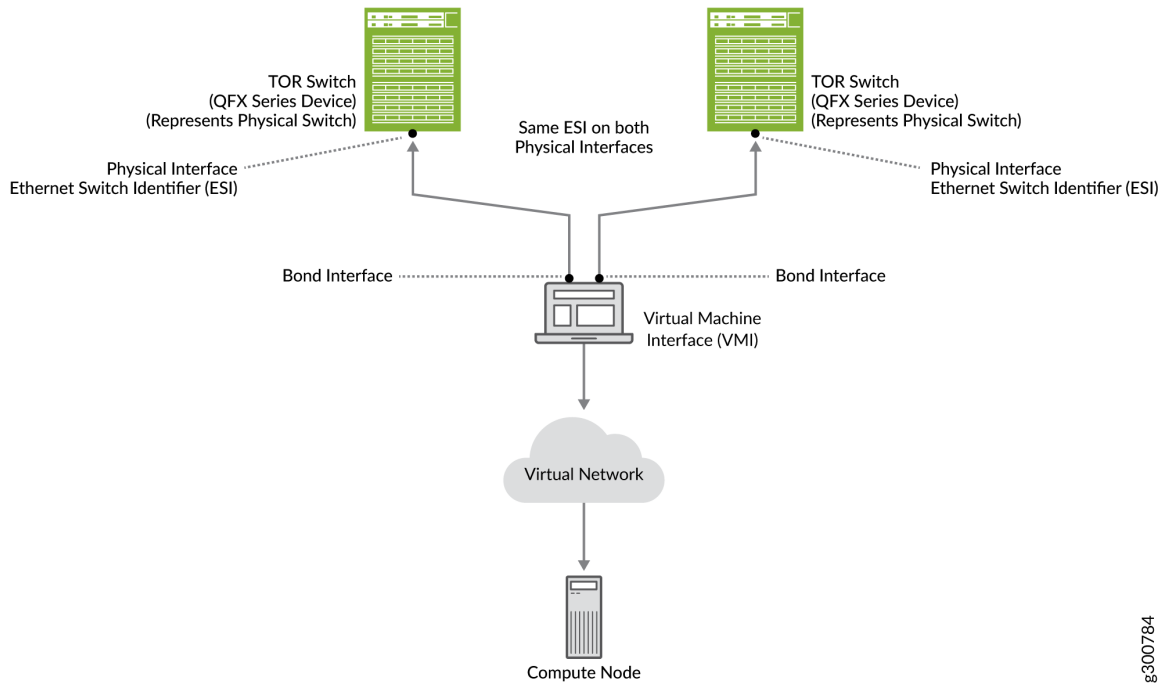 TOR Switch
(QFX Series Device)
(Represents Physical Switch)
TOR Switch
(QFX Series Device)
(Represents Physical Switch)
Same ESI on both
Physical Interfaces
Physical Interface
Ethernet Switch Identifier (ESI)
Physical Interface
Ethernet Switch Identifier (ESI)
Bond Interface
Bond Interface
Virtual Machine
Interface (VMI)
Virtual Network
Compute Node
g300784